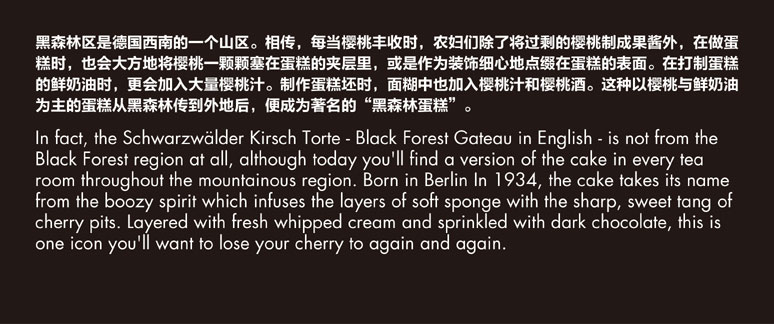 黑森林区是德国西南的一个山区。相传，每当樱桃丰收时，农妇们除了将过剩的樱桃制成果酱外，在做蛋
糕时，也会大方地将樱桃一颗颗塞在蛋糕的夹层里，或是作为装饰细心地点缀在蛋糕的表面。在打制蛋糕
的鲜奶油时，更会加入大量樱桃汁。制作蛋糕坯时，面糊中也加入樱桃汁和樱桃酒。这种以樱桃与鲜奶油
为主的蛋糕从黑森林传到外地后，便成为著名的“黑森林蛋糕”。
In fact, the Schwarzwälder Kirsch Torte - Black Forest Gateau in English - is not from the
Black Forest region at all, although today you'll find a version of the cake in every tea
room throughout the mountainous region. Born in Berlin In 1934, the cake takes its name
from the boozy spirit which infuses the layers of soft sponge with the sharp, sweet tang of
cherry pits. Layered with fresh whipped cream and sprinkled with dark chocolate, this is
one icon you'll want to lose your cherry to again and again.